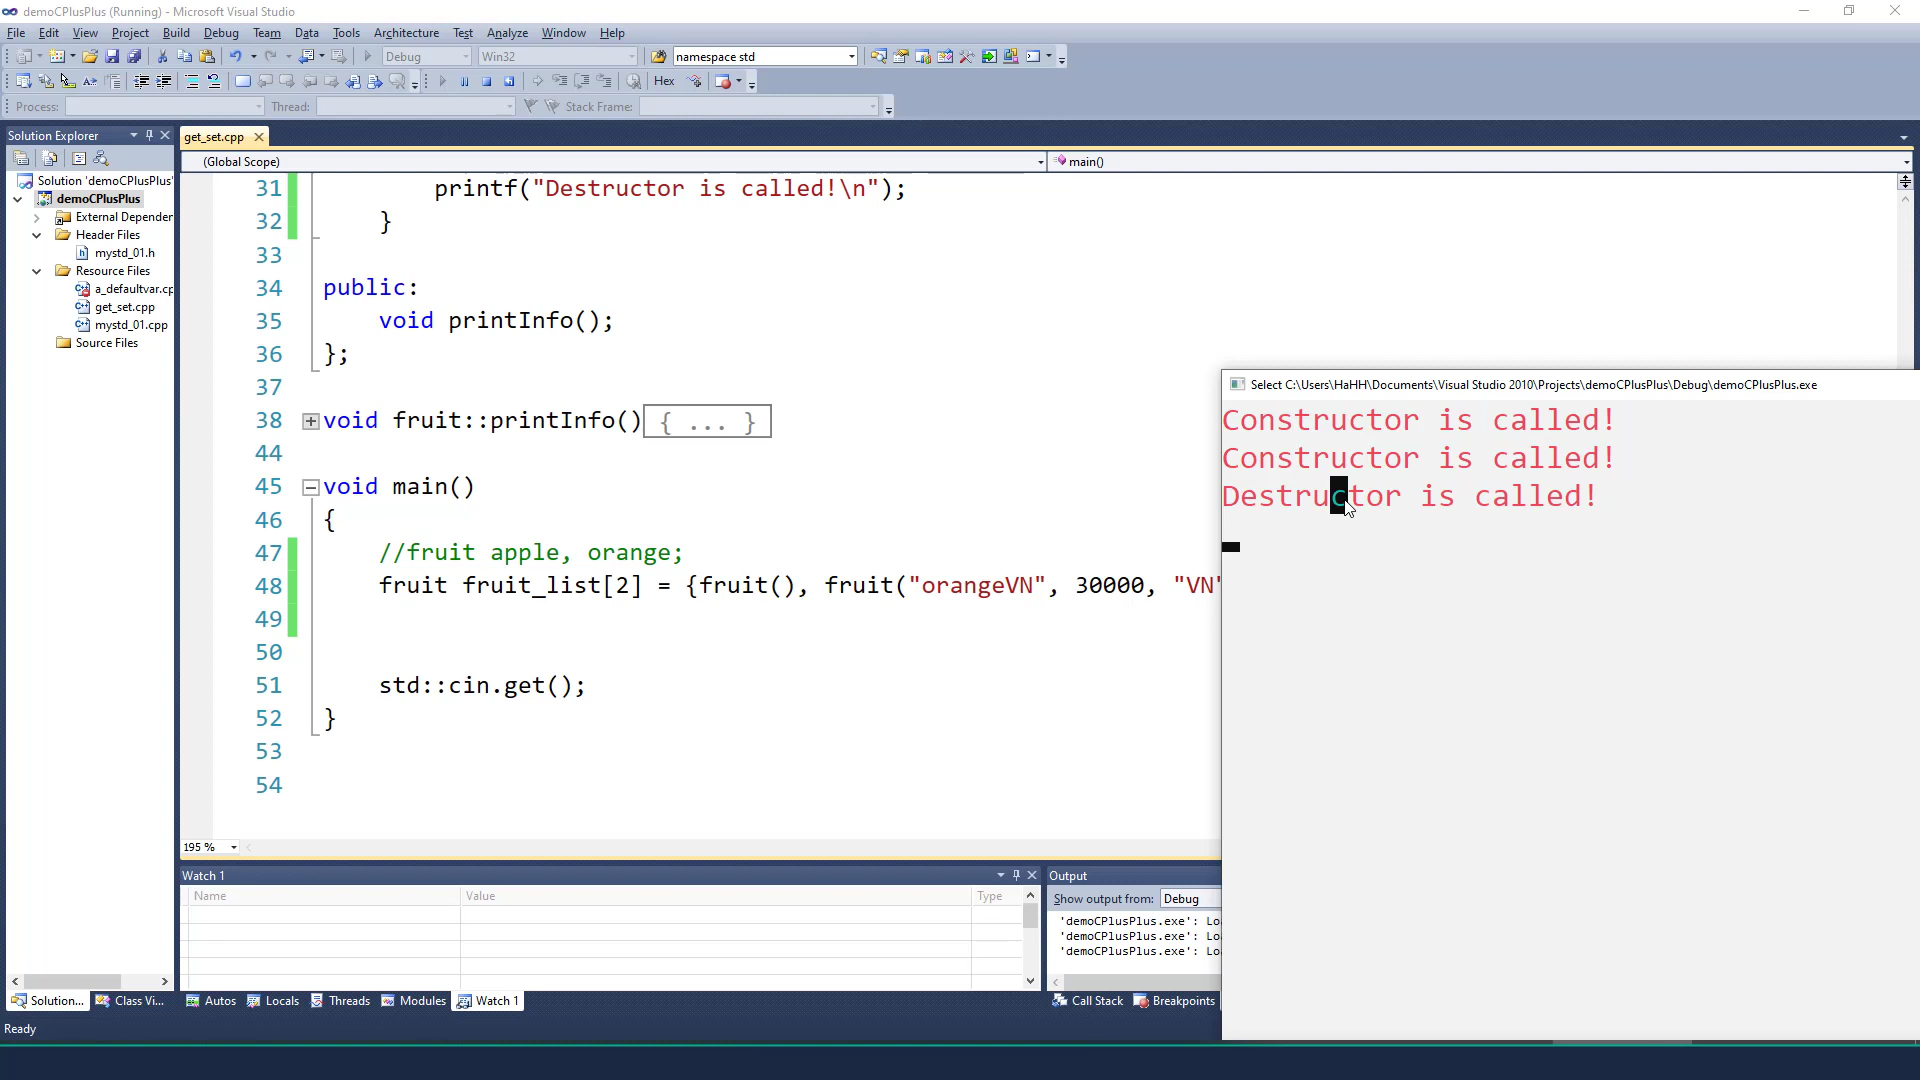 demoCPlusPlus (Running) - Microsoft Visual Studio
File Edit View Project Build Debug Team Data Tools Architecture Test Analyze Window Help
Debug Win32 namespace std
Hex
Process: Thread: Stack Frame:
Solution Explorer
get_set.cpp
(Global Scope)
main()
Solution 'demoCPlusPlus'
demoCPlusPlus
External Dependen
Header Files
mystd_01.h
Resource Files
a_defaultvar.cp
get_set.cpp
mystd_01.cpp
Source Files
31 printf("Destructor is called!\n");
32 }
33
34 public:
35 void printInfo();
36 };
37
38 void fruit::printInfo(){ ... }
44
45 void main()
46 {
47 //fruit apple, orange;
48 fruit fruit_list[2] = {fruit(), fruit("orangeVN", 30000, "VN"
49
50
51 std::cin.get();
52 }
53
54
195 %
Select C:\Users\HaHH\Documents\Visual Studio 2010\Projects\demoCPlusPlus\Debug\demoCPlusPlus.exe
Constructor is called!
Constructor is called!
Destructor is called!
Watch 1
Name Value Type
Output
Show output from: Debug
'demoCPlusPlus.exe': Lo
'demoCPlusPlus.exe': Lo
'demoCPlusPlus.exe': Lo
Solution... Class Vi... Autos Locals Threads Modules Watch 1 Call Stack Breakpoints
Ready